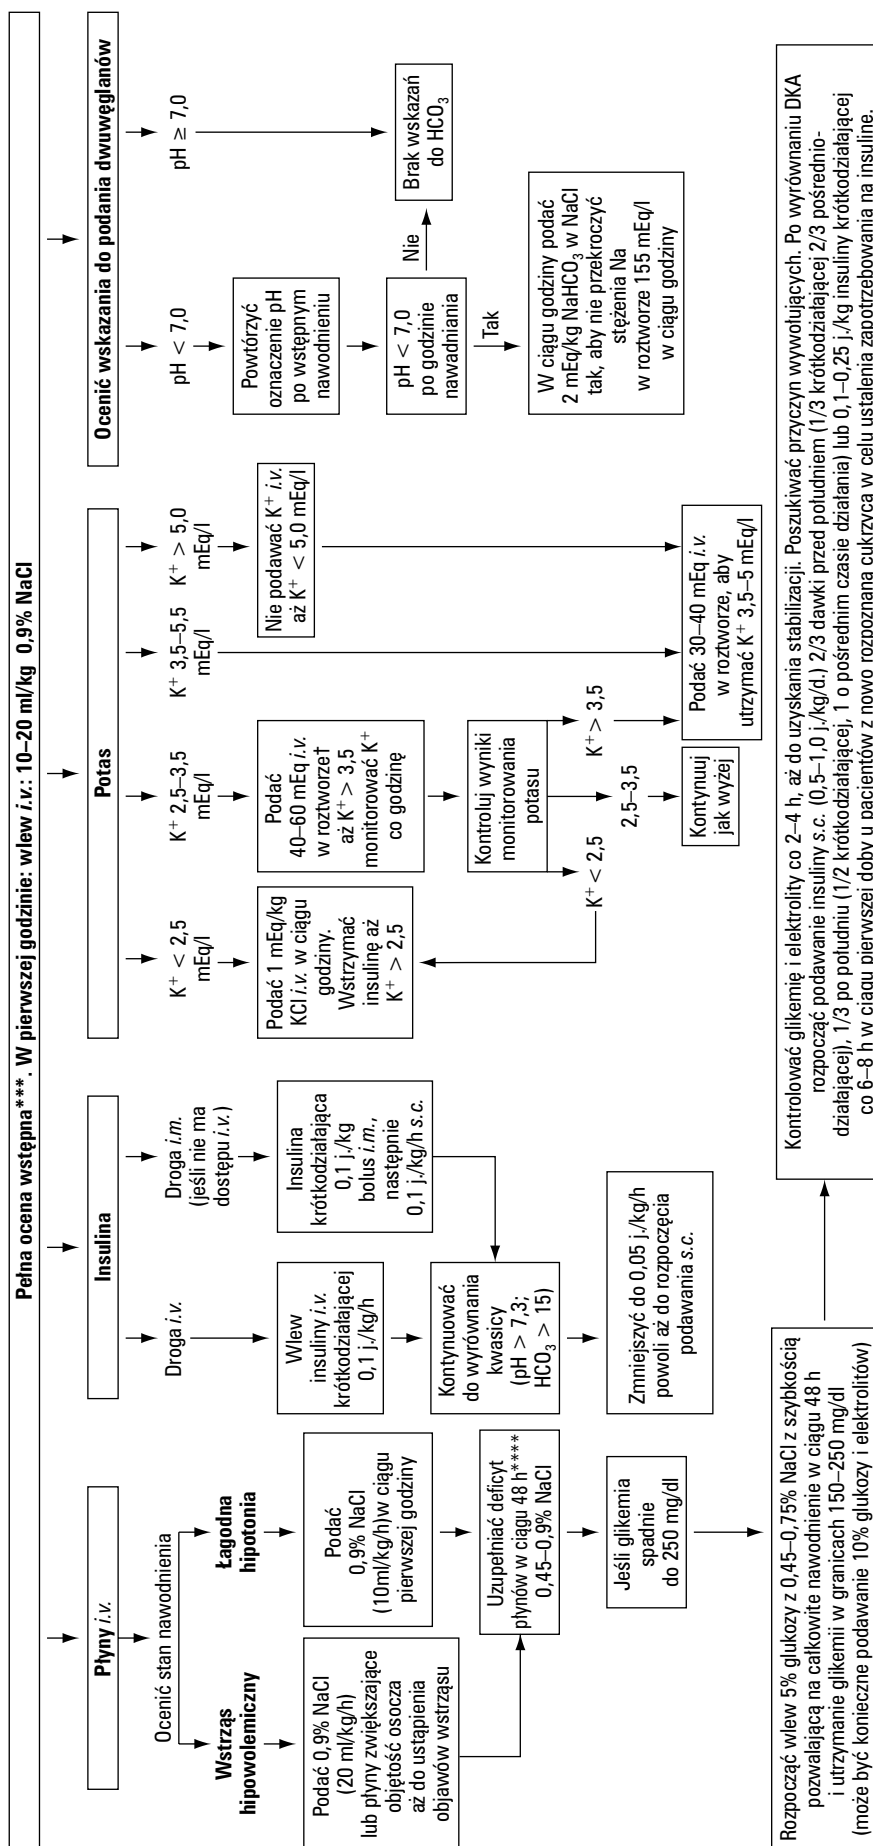 Pełna ocena wstępna***. W pierwszej godzinie: wlew i.v.: 10–20 ml/kg 0,9% NaCl
Płyny i.v.
Ocenić stan nawodnienia
Wstrząs
hipowolemiczny
Podać 0,9% NaCl
(20 ml/kg/h)
lub płyny zwiększające
objętość osocza
aż do ustąpienia
objawów wstrząsu
Łagodna
hipotonia
Podać
0,9% NaCl
(10ml/kg/h)w ciągu
pierwszej godziny
Uzupełniać deficyt
płynów w ciągu 48 h****
0,45–0,9% NaCl
Jeśli glikemia
spadnie
do 250 mg/dl
Rozpocząć wlew 5% glukozy z 0,45–0,75% NaCl z szybkością
pozwalającą na całkowite nawodnienie w ciągu 48 h
i utrzymanie glikemii w granicach 150–250 mg/dl
(może być konieczne podawanie 10% glukozy i elektrolitów)
Insulina
Droga i.v.
Wlew
insuliny i.v.
krótkodziałającej
0,1 j./kg/h
Droga i.m.
(jeśli nie ma
dostępu i.v.)
Insulina
krótkodziałająca
0,1 j./kg
bolus i.m.,
następnie
0,1 j./kg/h s.c.
Kontynuować
do wyrównania
kwasicy
(pH > 7,3;
HCO3 > 15)
Zmniejszyć do 0,05 j./kg/h
powoli aż do rozpoczęcia
podawania s.c.
Potas
K+ < 2,5
mEq/l
Podać 1 mEq/kg
KCl i.v. w ciągu
godziny.
Wstrzymać
insulinę aż
K+ > 2,5
K+ 2,5–3,5
mEq/l
Podać
40–60 mEq i.v.
w roztworze†
aż K+ > 3,5
monitorować K+
co godzinę
Kontroluj wyniki
monitorowania
potasu
K+ < 2,5
2,5–3,5
K+ > 3,5
Kontynuuj
jak wyżej
K+ 3,5–5,5
mEq/l
K+ > 5,0
mEq/l
Nie podawać K+ i.v.
aż K+ < 5,0 mEq/l
Podać 30–40 mEq i.v.
w roztworze, aby
utrzymać K+ 3,5–5 mEq/l
Ocenić wskazania do podania dwuwęglanów
pH < 7,0
Powtórzyć
oznaczenie pH
po wstępnym
nawodnieniu
pH < 7,0
po godzinie
nawadniania
Nie
Tak
pH ≥ 7,0
Brak wskazań
do HCO3
W ciągu godziny podać
2 mEq/kg NaHCO3 w NaCl
tak, aby nie przekroczyć
stężenia Na
w roztworze 155 mEq/l
w ciągu godziny
Kontrolować glikemię i elektrolity co 2–4 h, aż do uzyskania stabilizacji. Poszukiwać przyczyn wywołujących. Po wyrównaniu DKA
rozpocząć podawanie insuliny s.c. (0,5–1,0 j./kg/d.) 2/3 dawki przed południem (1/3 krótkodziałającej 2/3 pośrednio-
działającej), 1/3 po południu (1/2 krótkodziałającej, 1 o pośrednim czasie działania) lub 0,1–0,25 j./kg insuliny krótkodziałającej
co 6–8 h w ciągu pierwszej doby u pacjentów z nowo rozpoznaną cukrzycą w celu ustalenia zapotrzebowania na insulinę.